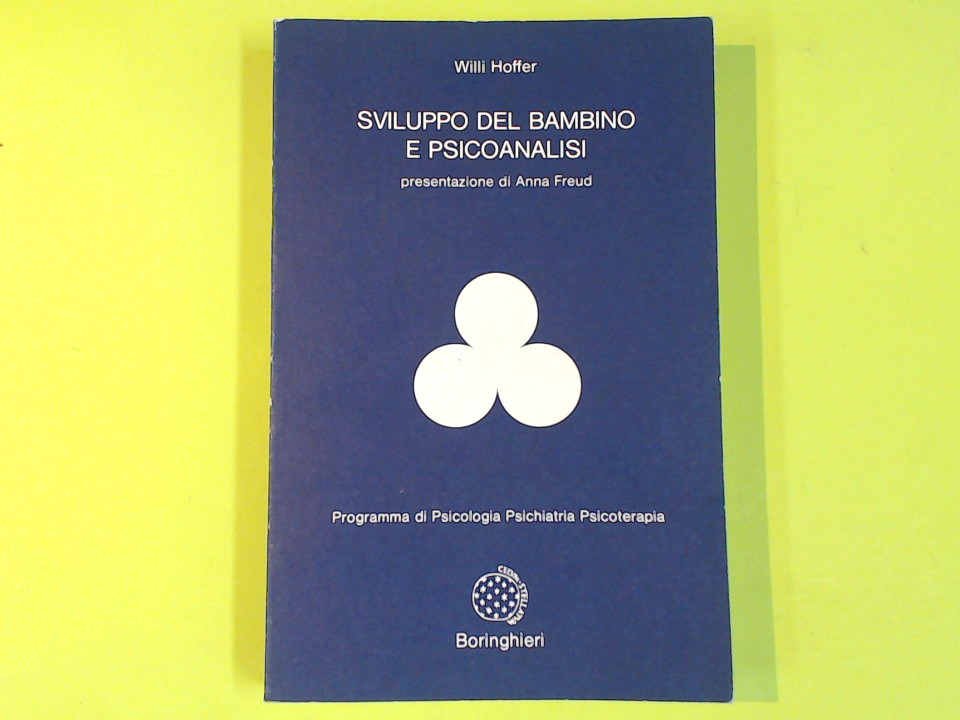 Willi Hoffer
SVILUPPO DEL BAMBINO
E PSICOANALISI
presentazione di Anna Freud
Programma di Psicologia Psichiatria Psicoterapia
Boringhieri